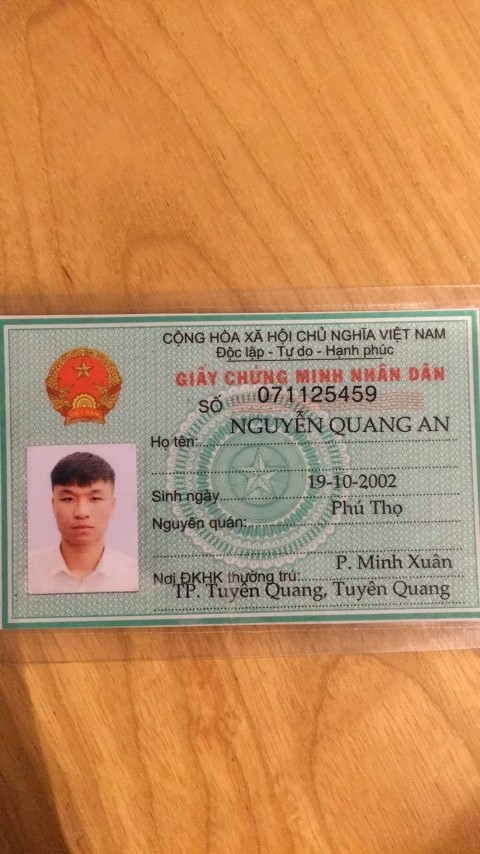 CỘNG HÒA XÃ HỘI CHỦ NGHĨA VIỆT NAM
Độc lập - Tự do - Hạnh phúc
GIẤY CHỨNG MINH NHÂN DÂN
SỐ 071125459
Họ tên: NGUYỄN QUANG AN
Sinh ngày 19-10-2002
Nguyên quán: Phú Thọ
Nơi ĐKHK thường trú: P. Minh Xuân
TP. Tuyên Quang, Tuyên Quang
VIỆT NAM